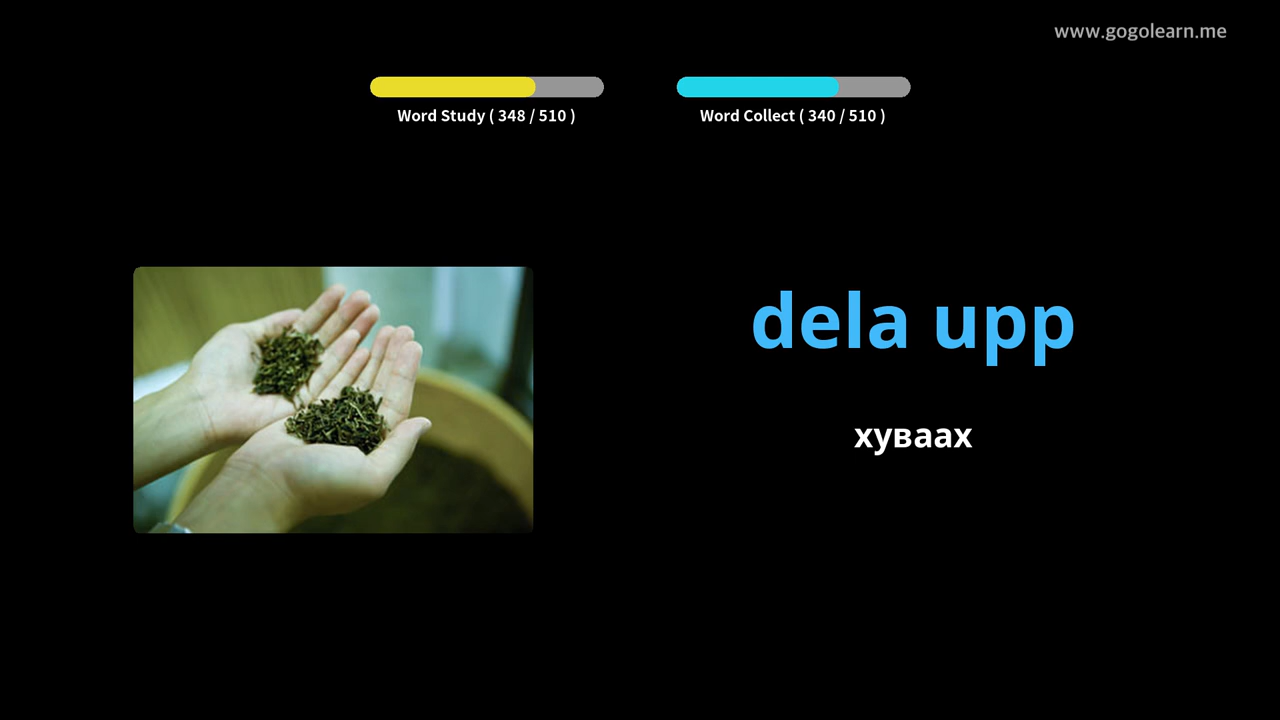 www.gogolearn.me
Word Study ( 348 / 510 )
Word Collect ( 340 / 510 )
dela upp
хуваах